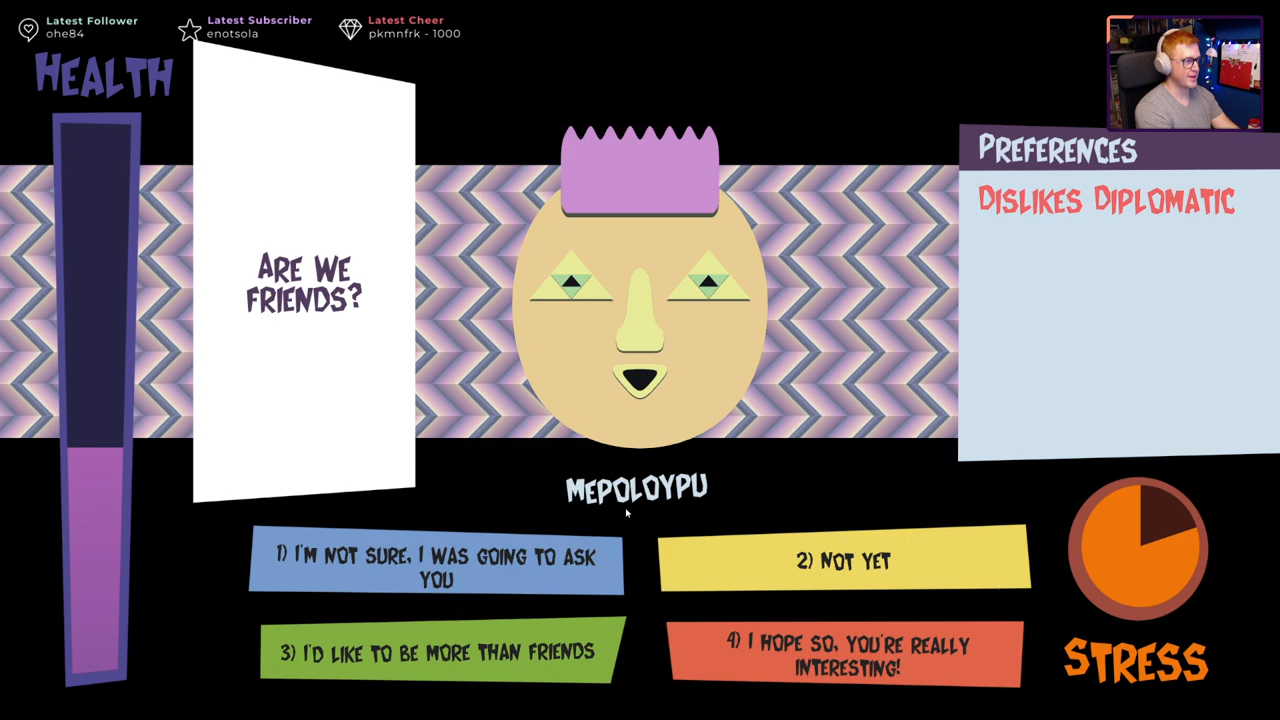 Latest Follower
ohe84
Latest Subscriber
enotsola
Latest Cheer
pkmnfrk - 1000
HEALTH
ARE WE
FRIENDS?
PREFERENCES
DISLIKES DIPLOMATIC
MEPOLOYPU
1) I'M NOT SURE, I WAS GOING TO ASK
YOU
2) NOT YET
3) I'D LIKE TO BE MORE THAN FRIENDS
4) I HOPE SO, YOU'RE REALLY
INTERESTING!
STRESS